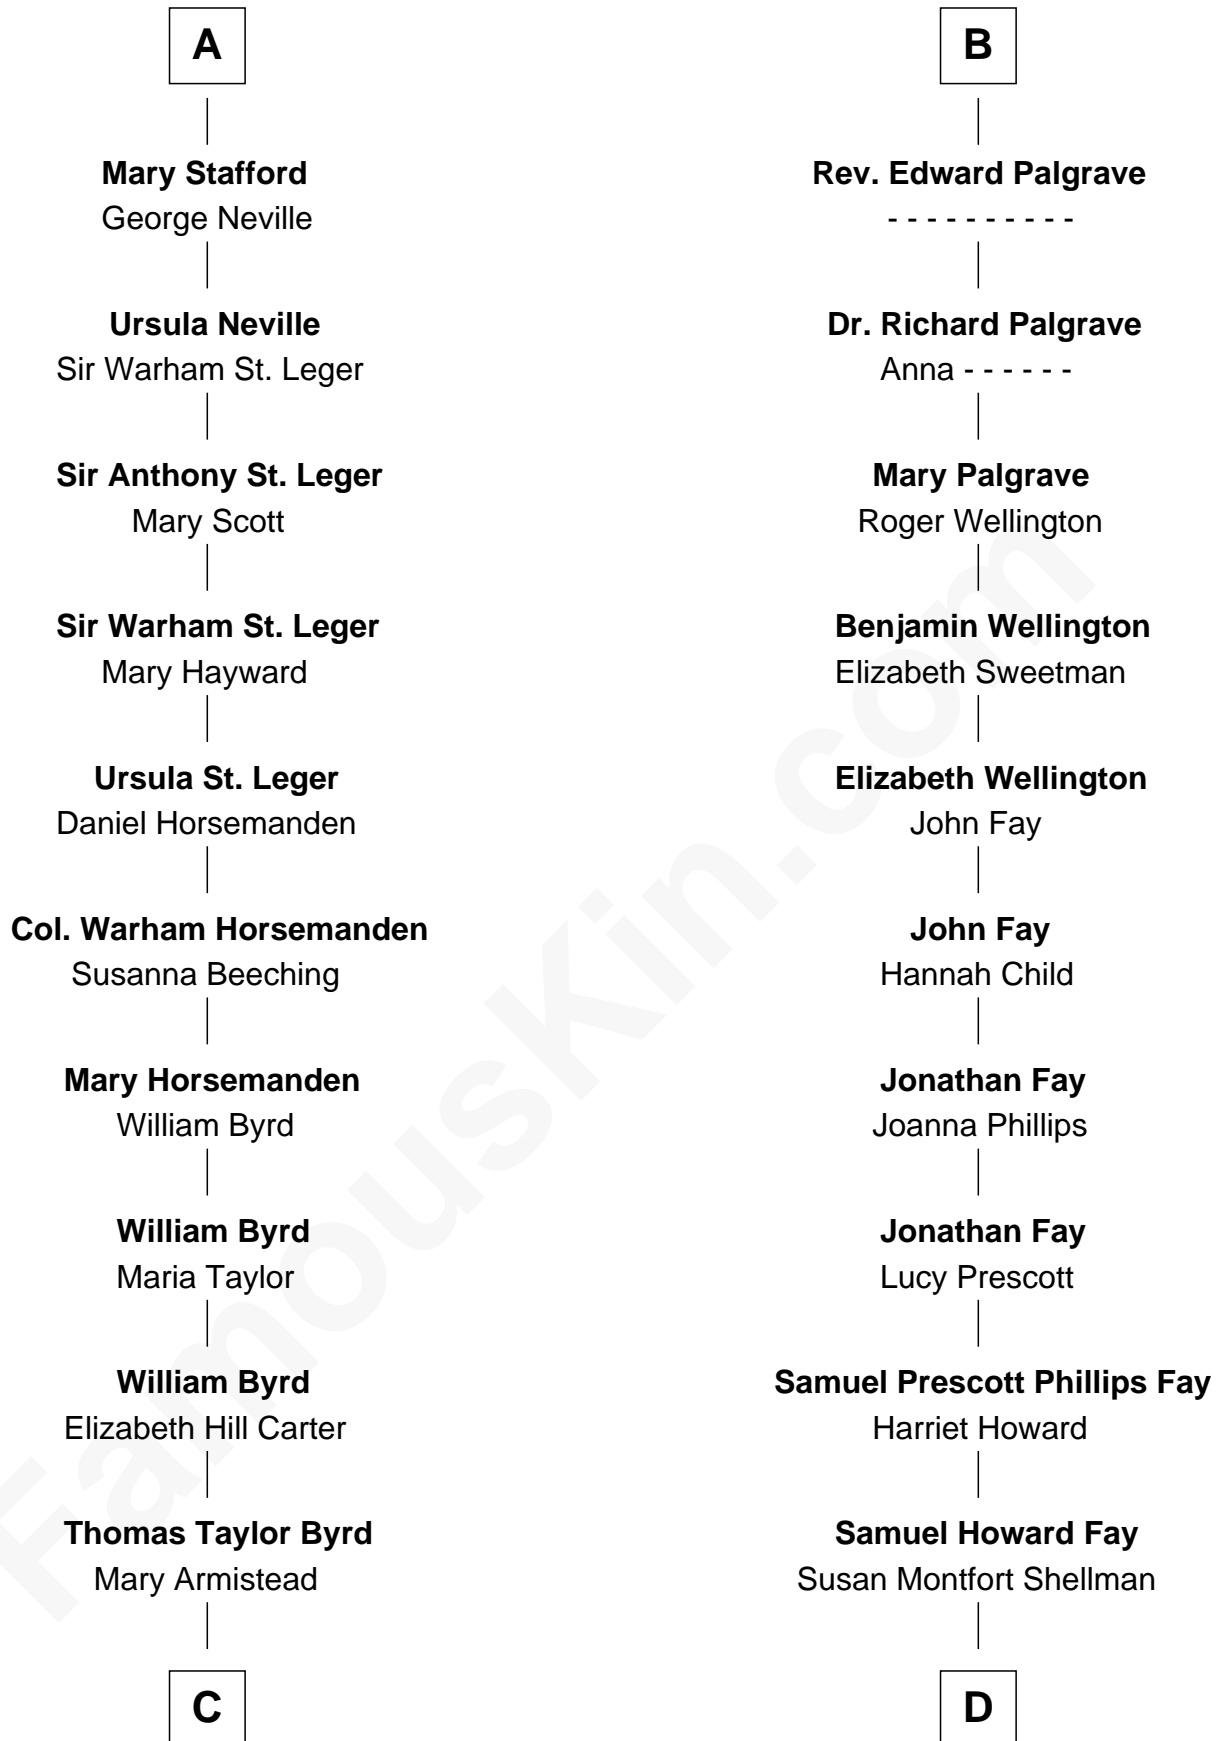 A
Mary Stafford
George Neville
Ursula Neville
Sir Warham St. Leger
Sir Anthony St. Leger
Mary Scott
Sir Warham St. Leger
Mary Hayward
Ursula St. Leger
Daniel Horsemanden
Col. Warham Horsemanden
Susanna Beeching
Mary Horsemanden
William Byrd
William Byrd
Maria Taylor
William Byrd
Elizabeth Hill Carter
Thomas Taylor Byrd
Mary Armistead
C
B
Rev. Edward Palgrave
- - - - - - - - - -
Dr. Richard Palgrave
Anna - - - - - -
Mary Palgrave
Roger Wellington
Benjamin Wellington
Elizabeth Sweetman
Elizabeth Wellington
John Fay
John Fay
Hannah Child
Jonathan Fay
Joanna Phillips
Jonathan Fay
Lucy Prescott
Samuel Prescott Phillips Fay
Harriet Howard
Samuel Howard Fay
Susan Montfort Shellman
D
FamousKin.com